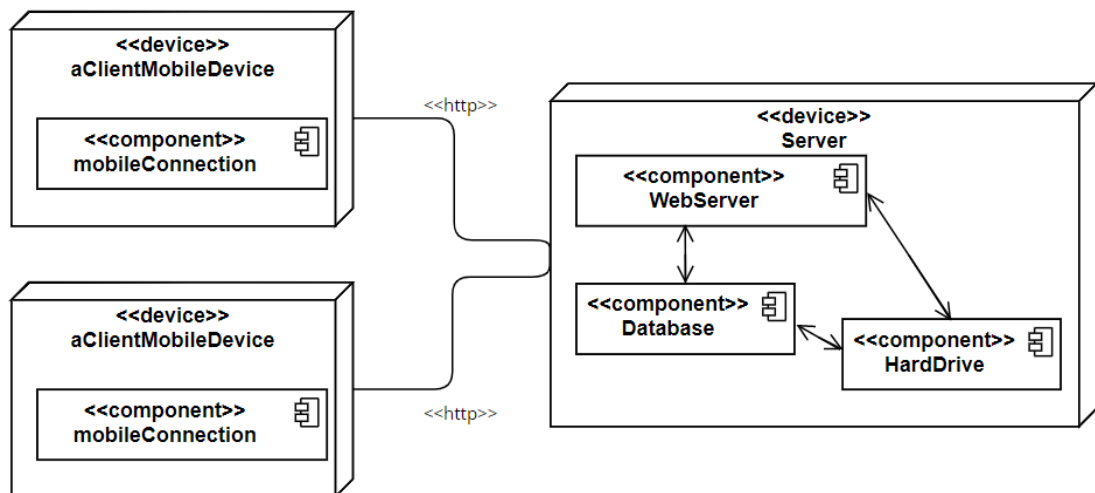 <<device>>
aClientMobileDevice
<<component>>
mobileConnection
<<http>>
<<device>>
Server
<<component>>
WebServer
<<component>>
Database
<<component>>
HardDrive
<<device>>
aClientMobileDevice
<<component>>
mobileConnection
<<http>>